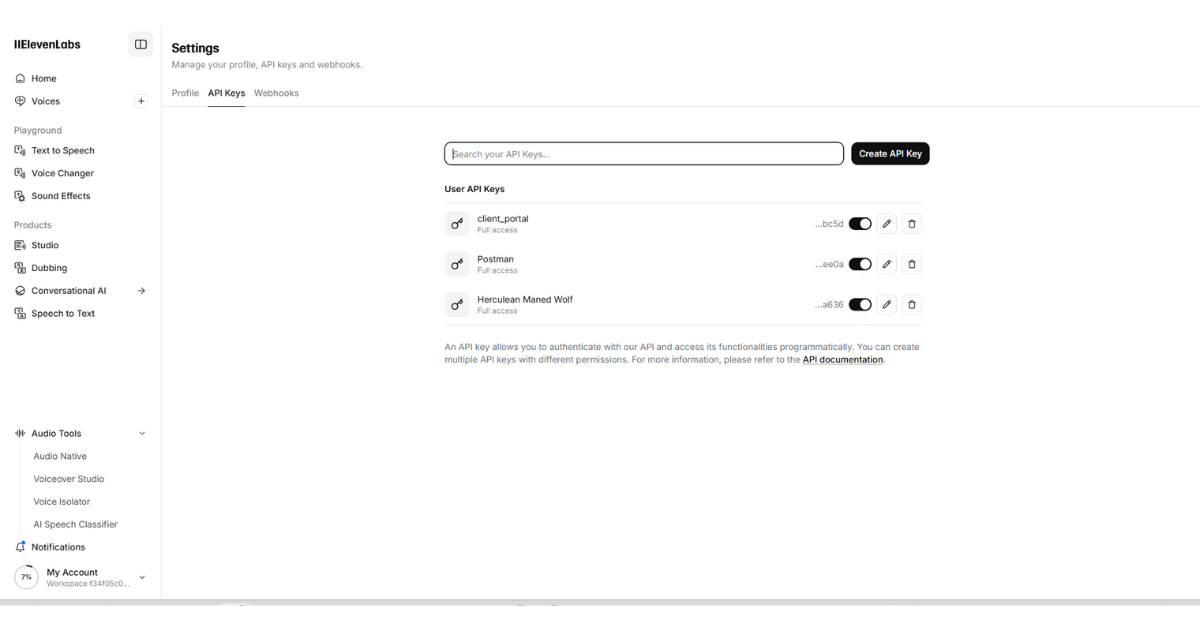 IIElevenLabs
Home
Voices
Playground
Text to Speech
Voice Changer
Sound Effects
Products
Studio
Dubbing
Conversational AI
Speech to Text
Audio Tools
Audio Native
Voiceover Studio
Voice Isolator
AI Speech Classifier
Notifications
7%
My Account
Workspace f34f05c0...
Settings
Manage your profile, API keys and webhooks.
Profile API Keys Webhooks
Search your API Keys...
Create API Key
User API Keys
client_portal
Full access
...bc5d
Postman
Full access
...ee0a
Herculean Maned Wolf
Full access
...a636
An API key allows you to authenticate with our API and access its functionalities programmatically. You can create
multiple API keys with different permissions. For more information, please refer to the API documentation.